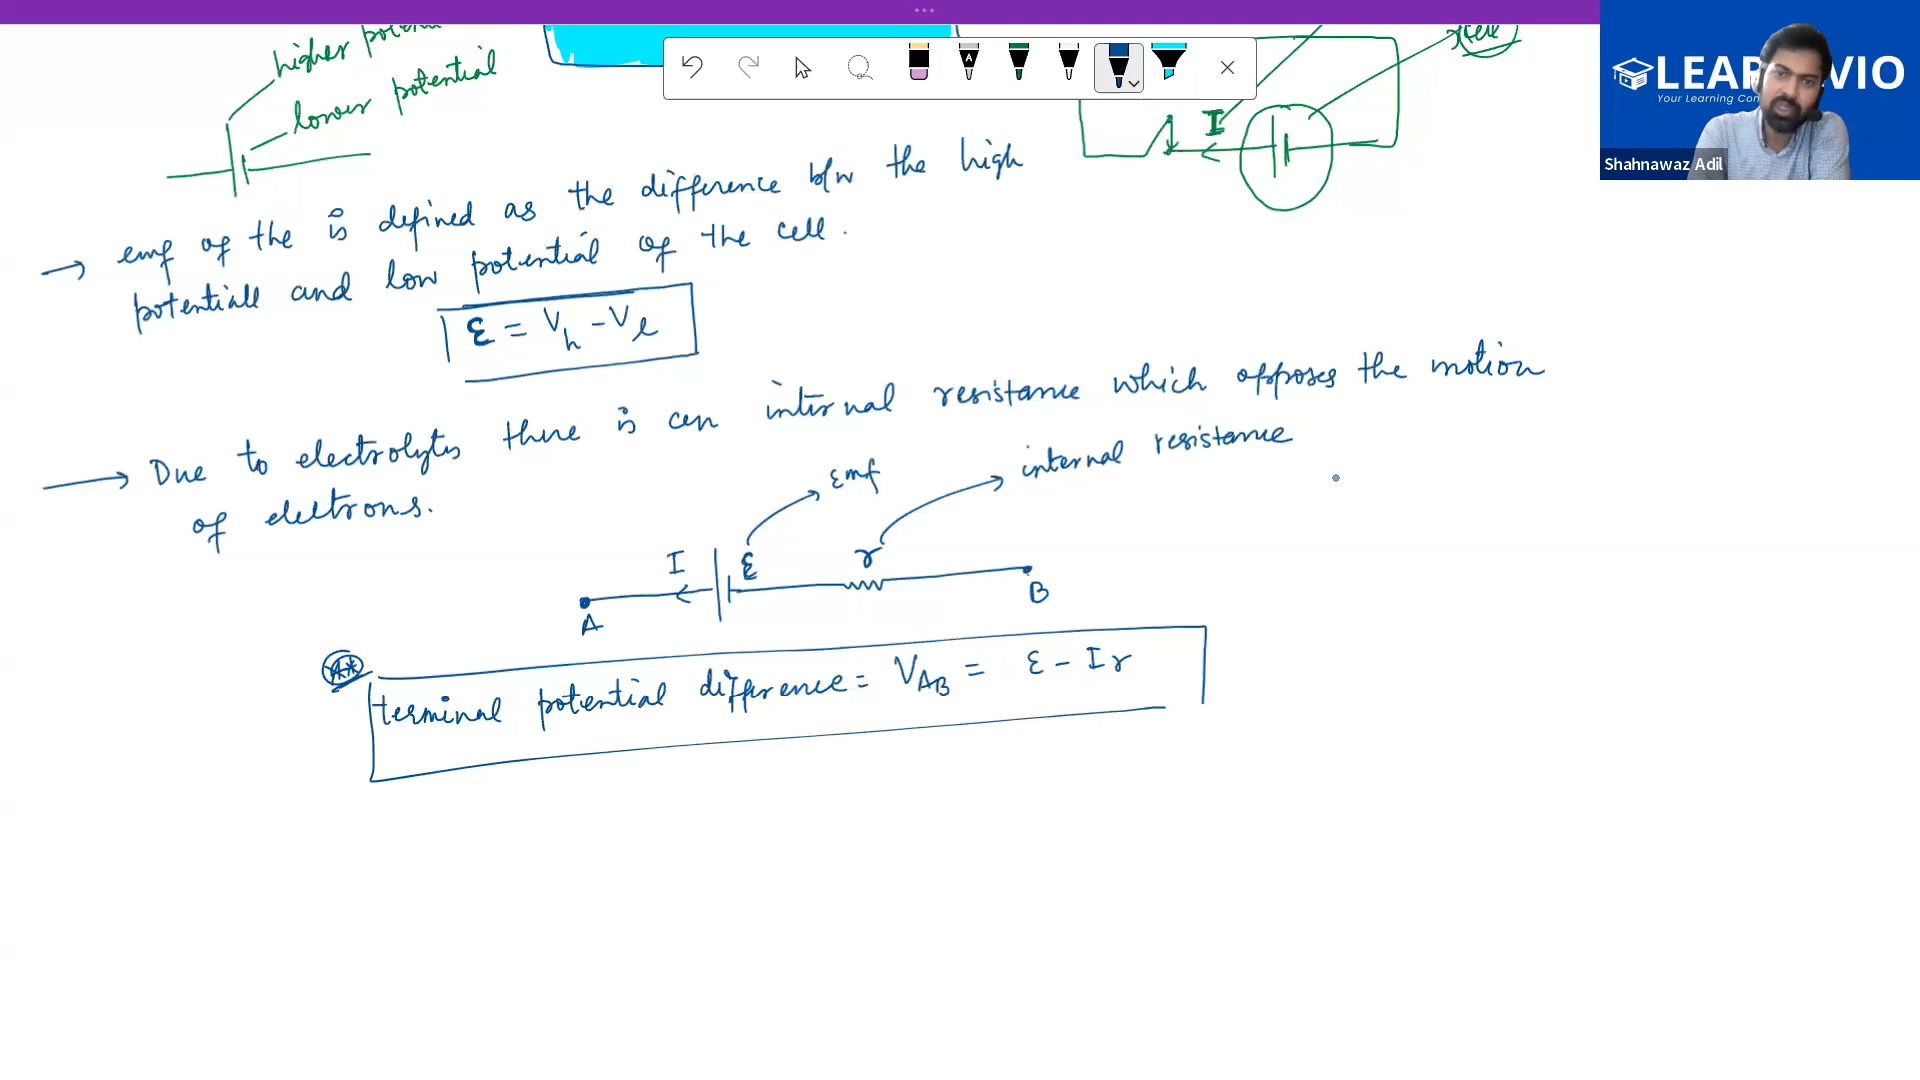 higher poten
lower potential
I
cell
LEAR VIO
Your Learning Con
Shahnawaz Adil
→ emf of the is defined as the difference b/w the high
potentiall and low potential of the cell.
ε = Vh - Vl
→ Due to electrolytes there is an internal resistance which opposes the motion
of electrons.
emf
internal resistance
I ε r
A B
** terminal potential difference = VAB = ε - Ir